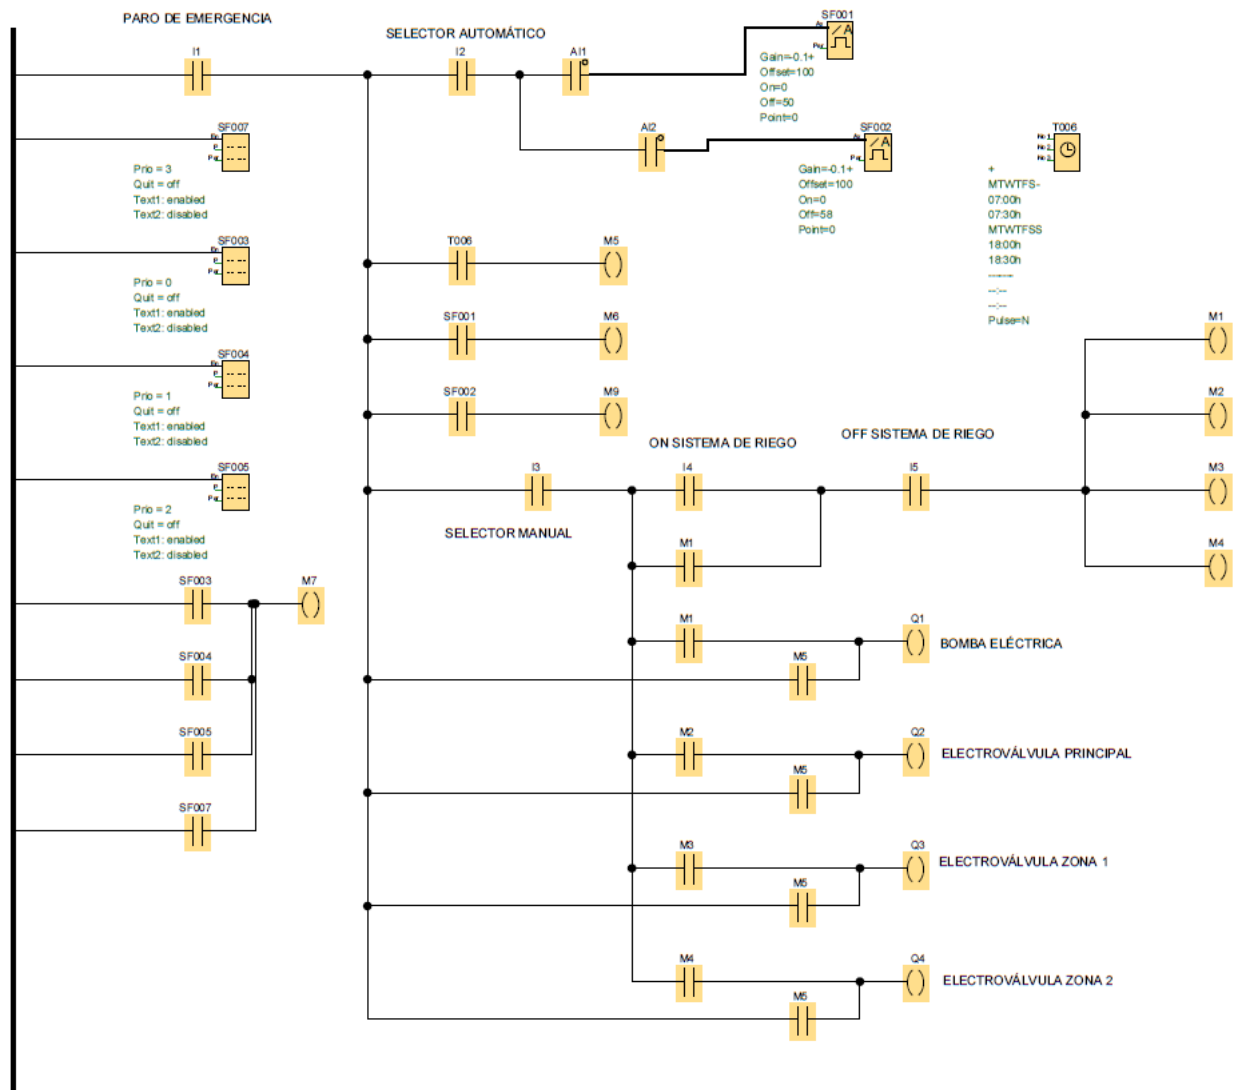 PARO DE EMERGENCIA
I1
SELECTOR AUTOMÁTICO
I2
AI1
SF001
Gain=-0.1+
Offset=100
On=0
Off=50
Point=0
SF007
Prio = 3
Quit = off
Text1: enabled
Text2: disabled
AI2
SF002
Gain=-0.1+
Offset=100
On=0
Off=58
Point=0
T006
No 1
No 2
No 3
+
MTWTFS-
07:00h
07:30h
MTWTFSS
18:00h
18:30h
-------
--:--
--:--
Pulse=N
SF003
Prio = 0
Quit = off
Text1: enabled
Text2: disabled
T006
M5
SF001
M6
SF002
M9
SF004
Prio = 1
Quit = off
Text1: enabled
Text2: disabled
M1
M2
M3
M4
ON SISTEMA DE RIEGO
OFF SISTEMA DE RIEGO
I3
I4
I5
SELECTOR MANUAL
M1
SF005
Prio = 2
Quit = off
Text1: enabled
Text2: disabled
SF003
M7
SF004
SF005
SF007
M1
M5
Q1
BOMBA ELÉCTRICA
M2
M5
Q2
ELECTROVÁLVULA PRINCIPAL
M3
M5
Q3
ELECTROVÁLVULA ZONA 1
M4
M5
Q4
ELECTROVÁLVULA ZONA 2